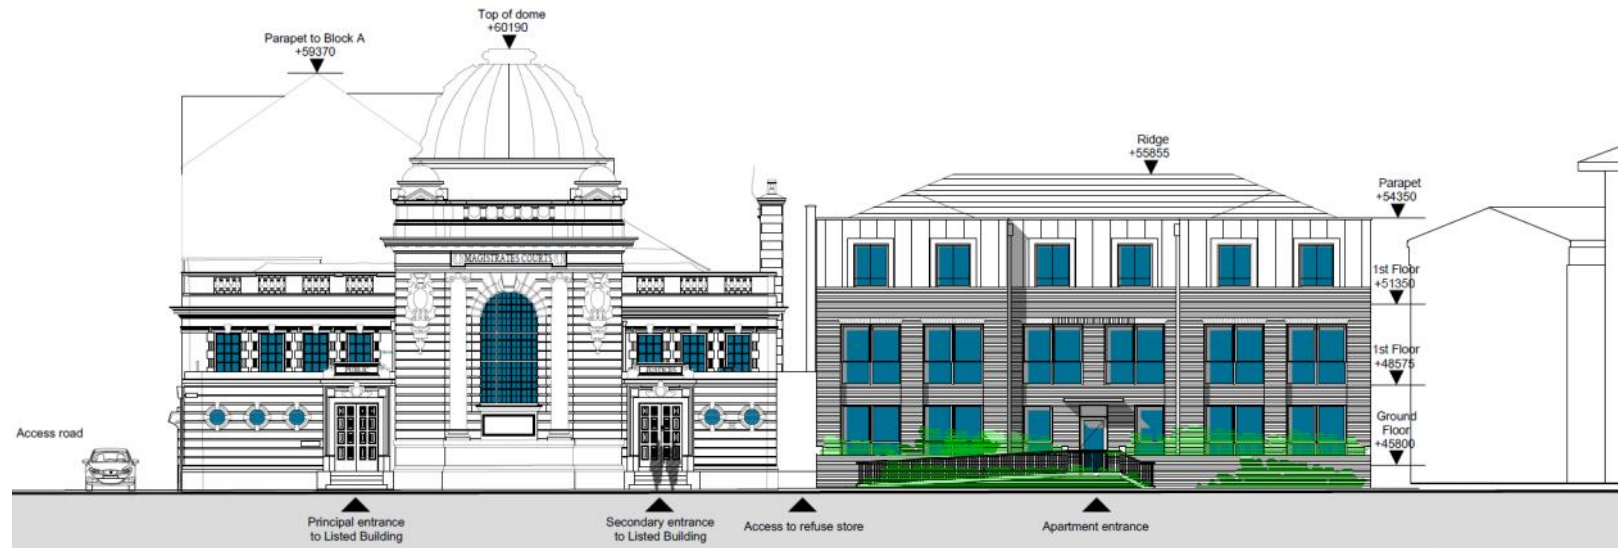 Top of dome
+60190
Parapet to Block A
+59370
Ridge
+55855
Parapet
+54350
MAGISTRATES COURTS
1st Floor
+51350
1st Floor
+48575
PUBLIC
JUSTICES
Ground
Floor
+45800
Access road
Principal entrance
to Listed Building
Secondary entrance
to Listed Building
Access to refuse store
Apartment entrance